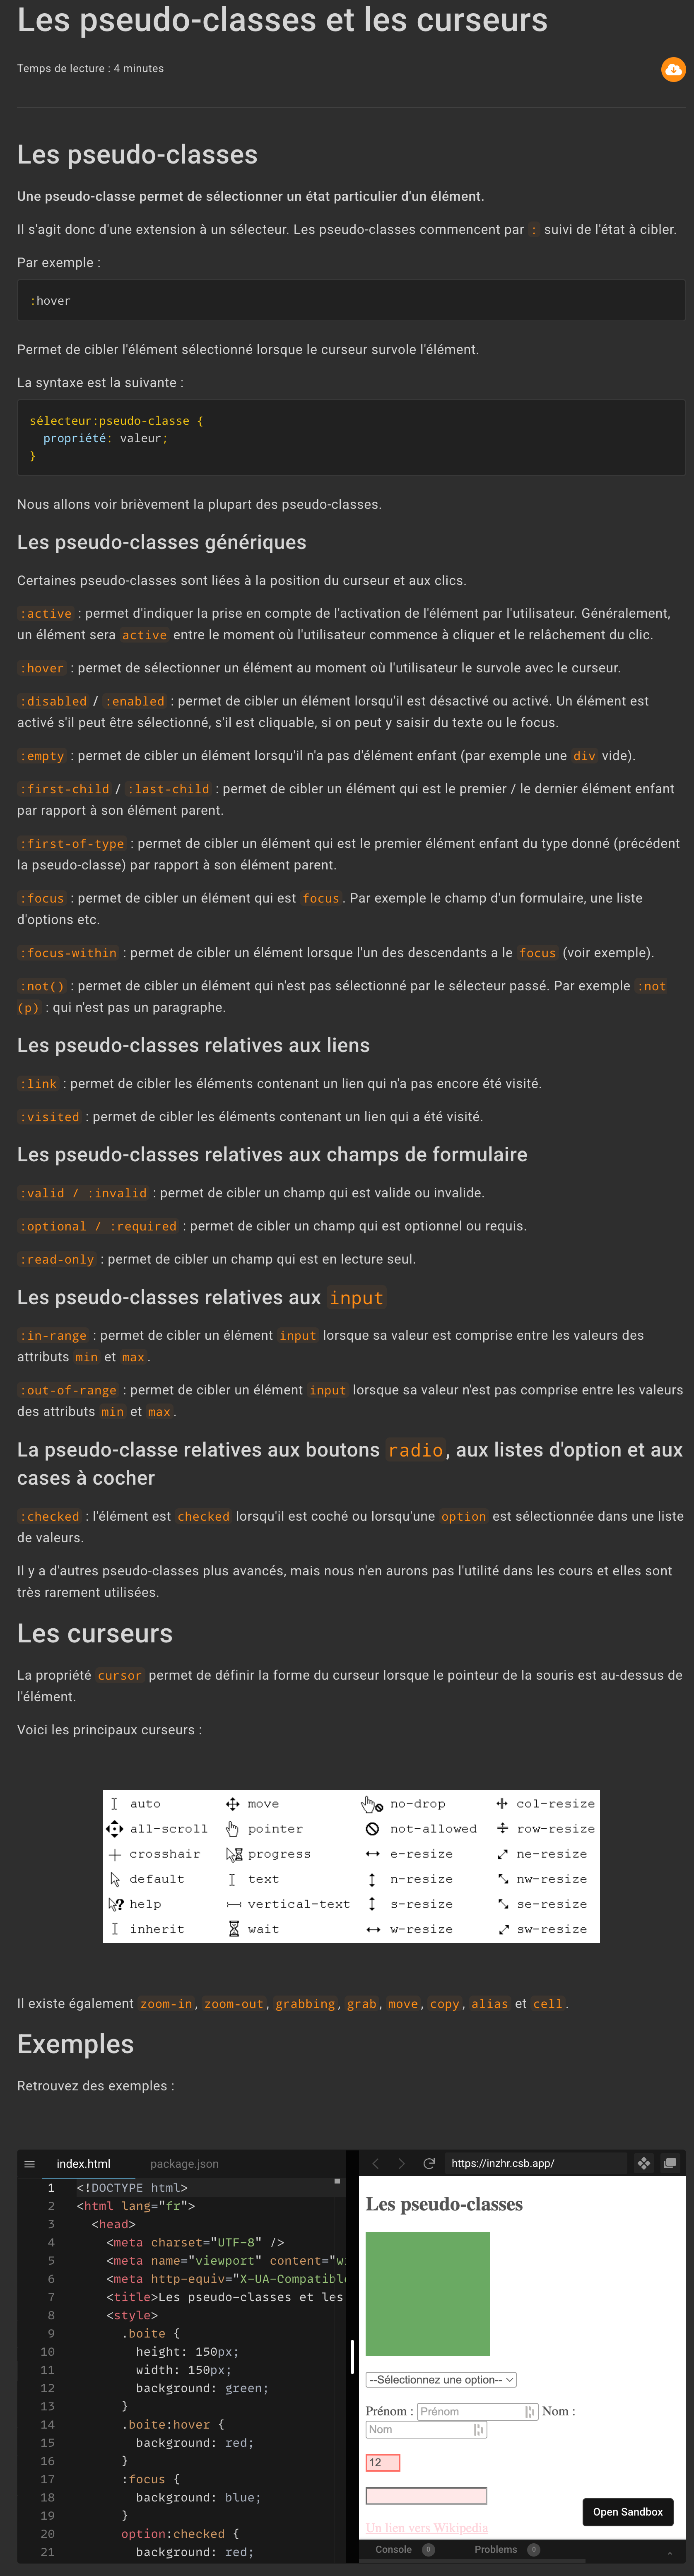 Les pseudo-classes et les curseurs
Temps de lecture : 4 minutes
Les pseudo-classes
Une pseudo-classe permet de sélectionner un état particulier d'un élément.
Il s'agit donc d'une extension à un sélecteur. Les pseudo-classes commencent par : suivi de l'état à cibler.
Par exemple :
:hover
Permet de cibler l'élément sélectionné lorsque le curseur survole l'élément.
La syntaxe est la suivante :
sélecteur:pseudo-classe {
propriété: valeur;
}
Nous allons voir brièvement la plupart des pseudo-classes.
Les pseudo-classes génériques
Certaines pseudo-classes sont liées à la position du curseur et aux clics.
:active : permet d'indiquer la prise en compte de l'activation de l'élément par l'utilisateur. Généralement,
un élément sera active entre le moment où l'utilisateur commence à cliquer et le relâchement du clic.
:hover : permet de sélectionner un élément au moment où l'utilisateur le survole avec le curseur.
:disabled / :enabled : permet de cibler un élément lorsqu'il est désactivé ou activé. Un élément est
activé s'il peut être sélectionné, s'il est cliquable, si on peut y saisir du texte ou le focus.
:empty : permet de cibler un élément lorsqu'il n'a pas d'élément enfant (par exemple une div vide).
:first-child / :last-child : permet de cibler un élément qui est le premier / le dernier élément enfant
par rapport à son élément parent.
:first-of-type : permet de cibler un élément qui est le premier élément enfant du type donné (précédent
la pseudo-classe) par rapport à son élément parent.
:focus : permet de cibler un élément qui est focus. Par exemple le champ d'un formulaire, une liste
d'options etc.
:focus-within : permet de cibler un élément lorsque l'un des descendants a le focus (voir exemple).
:not() : permet de cibler un élément qui n'est pas sélectionné par le sélecteur passé. Par exemple :not
(p) : qui n'est pas un paragraphe.
Les pseudo-classes relatives aux liens
:link : permet de cibler les éléments contenant un lien qui n'a pas encore été visité.
:visited : permet de cibler les éléments contenant un lien qui a été visité.
Les pseudo-classes relatives aux champs de formulaire
:valid / :invalid : permet de cibler un champ qui est valide ou invalide.
:optional / :required : permet de cibler un champ qui est optionnel ou requis.
:read-only : permet de cibler un champ qui est en lecture seul.
Les pseudo-classes relatives aux input
:in-range : permet de cibler un élément input lorsque sa valeur est comprise entre les valeurs des
attributs min et max.
:out-of-range : permet de cibler un élément input lorsque sa valeur n'est pas comprise entre les valeurs
des attributs min et max.
La pseudo-classe relatives aux boutons radio, aux listes d'option et aux
cases à cocher
:checked : l'élément est checked lorsqu'il est coché ou lorsqu'une option est sélectionnée dans une liste
de valeurs.
Il y a d'autres pseudo-classes plus avancés, mais nous n'en aurons pas l'utilité dans les cours et elles sont
très rarement utilisées.
Les curseurs
La propriété cursor permet de définir la forme du curseur lorsque le pointeur de la souris est au-dessus de
l'élément.
Voici les principaux curseurs :
auto move no-drop col-resize
all-scroll pointer not-allowed row-resize
crosshair progress e-resize ne-resize
default text n-resize nw-resize
help vertical-text s-resize se-resize
inherit wait w-resize sw-resize
Il existe également zoom-in, zoom-out, grabbing, grab, move, copy, alias et cell.
Exemples
Retrouvez des exemples :
index.html package.json
1 <!DOCTYPE html>
2 <html lang="fr">
3 <head>
4 <meta charset="UTF-8" />
5 <meta name="viewport" content="w
6 <meta http-equiv="X-UA-Compatibl
7 <title>Les pseudo-classes et les
8 <style>
9 .boite {
10 height: 150px;
11 width: 150px;
12 background: green;
13 }
14 .boite:hover {
15 background: red;
16 }
17 :focus {
18 background: blue;
19 }
20 option:checked {
21 background: red;
https://inzhr.csb.app/
Les pseudo-classes
--Sélectionnez une option--
Prénom : Prénom Nom :
Nom
12
Un lien vers Wikipedia
Open Sandbox
Console 0 Problems 0